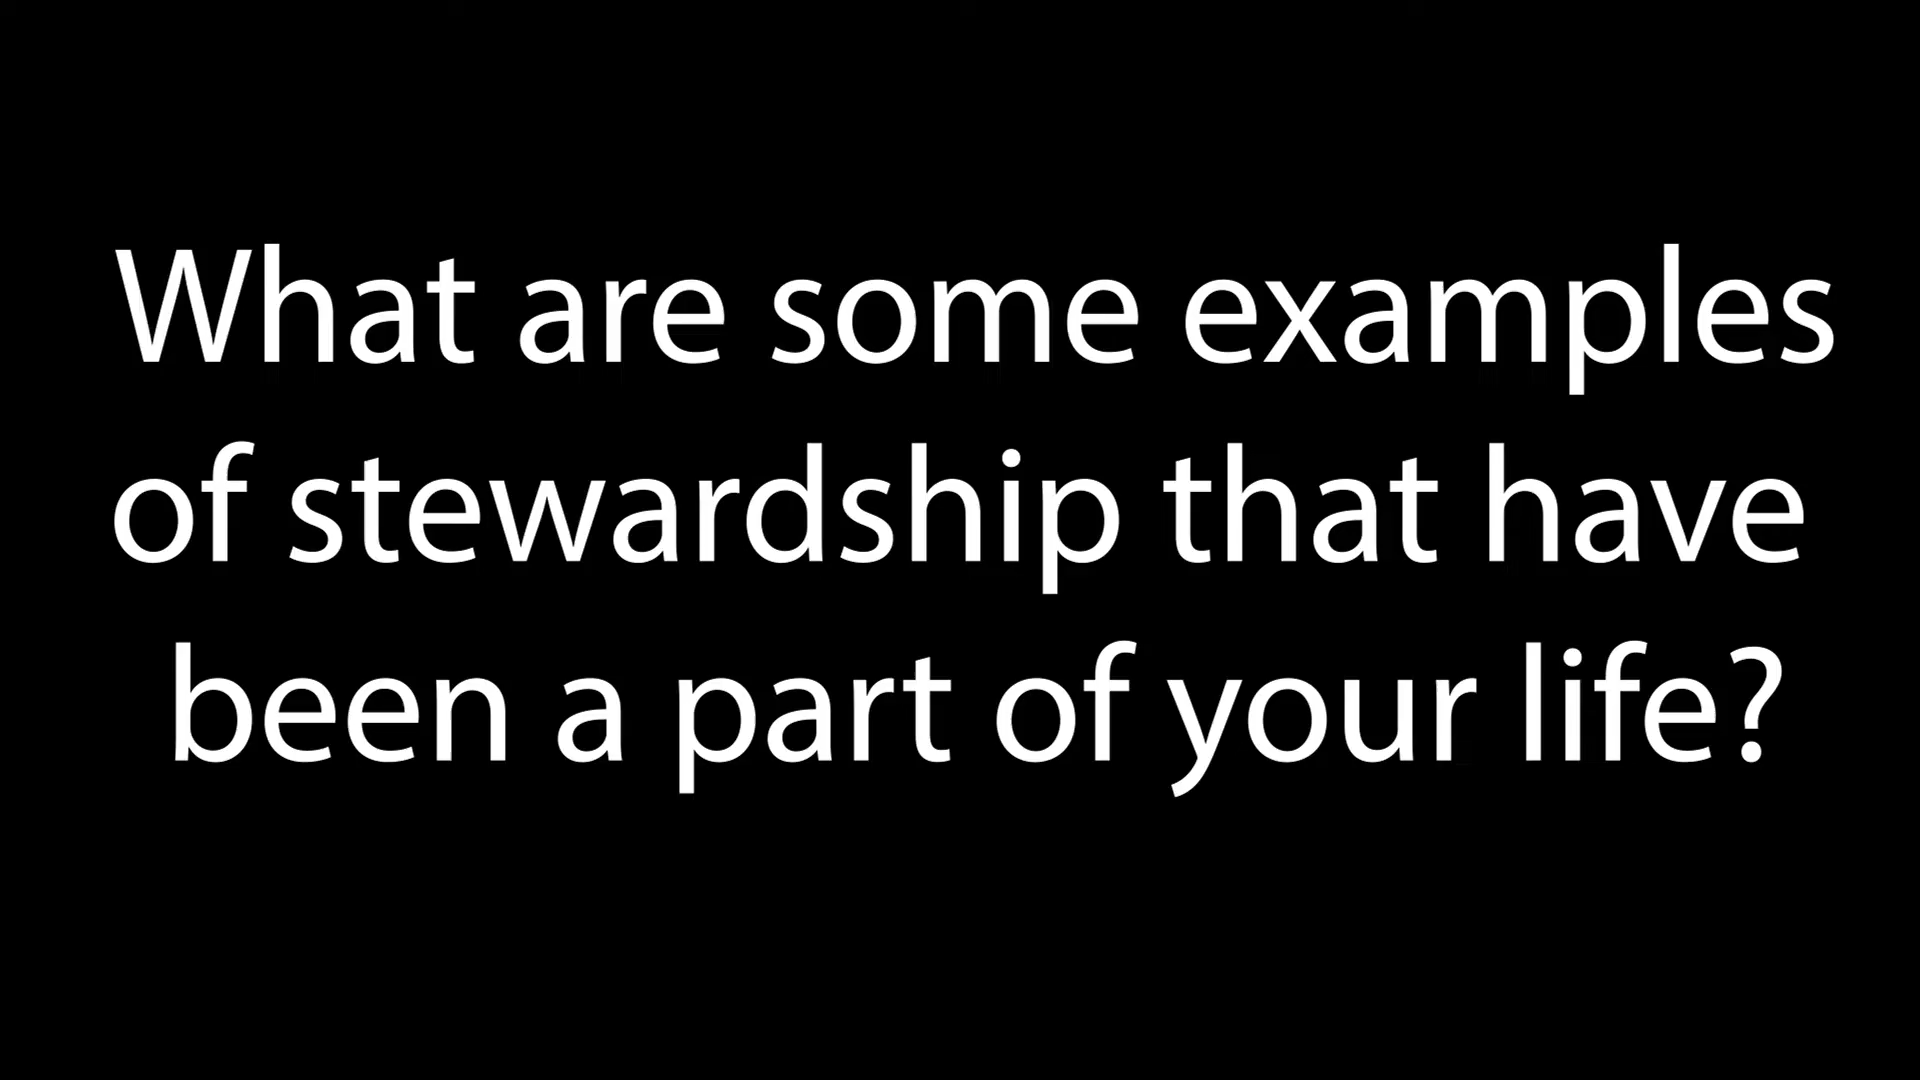 What are some examples
of stewardship that have
been a part of your life?